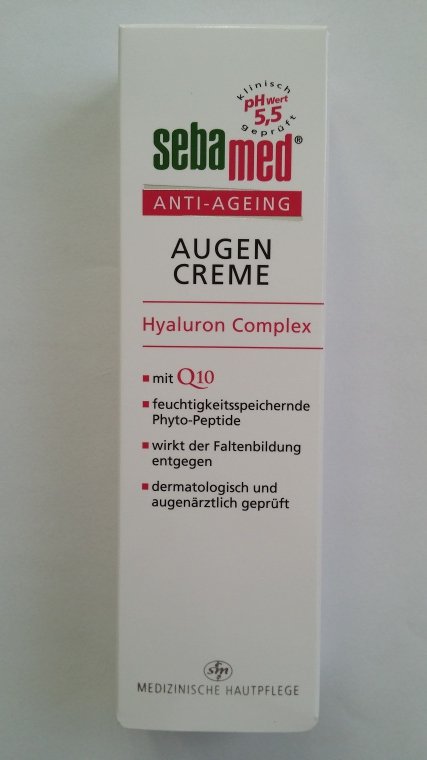 klinisch
pH Wert
5,5
geprüft
sebamed®
ANTI-AGEING
AUGEN
CREME
Hyaluron Complex
mit Q10
feuchtigkeitsspeichernde
Phyto-Peptide
wirkt der Faltenbildung
entgegen
dermatologisch und
augenärztlich geprüft
sm
MEDIZINISCHE HAUTPFLEGE